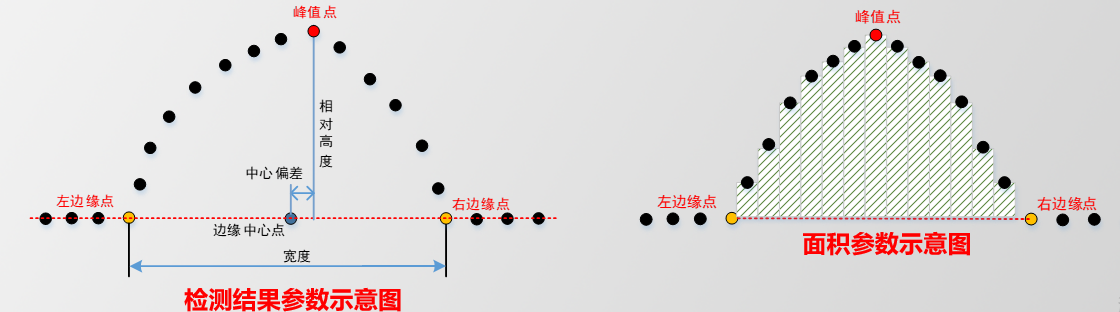 峰值点
相对高度
中心偏差
左边缘点
右边缘点
边缘中心点
宽度
检测结果参数示意图
峰值点
左边缘点
右边缘点
面积参数示意图